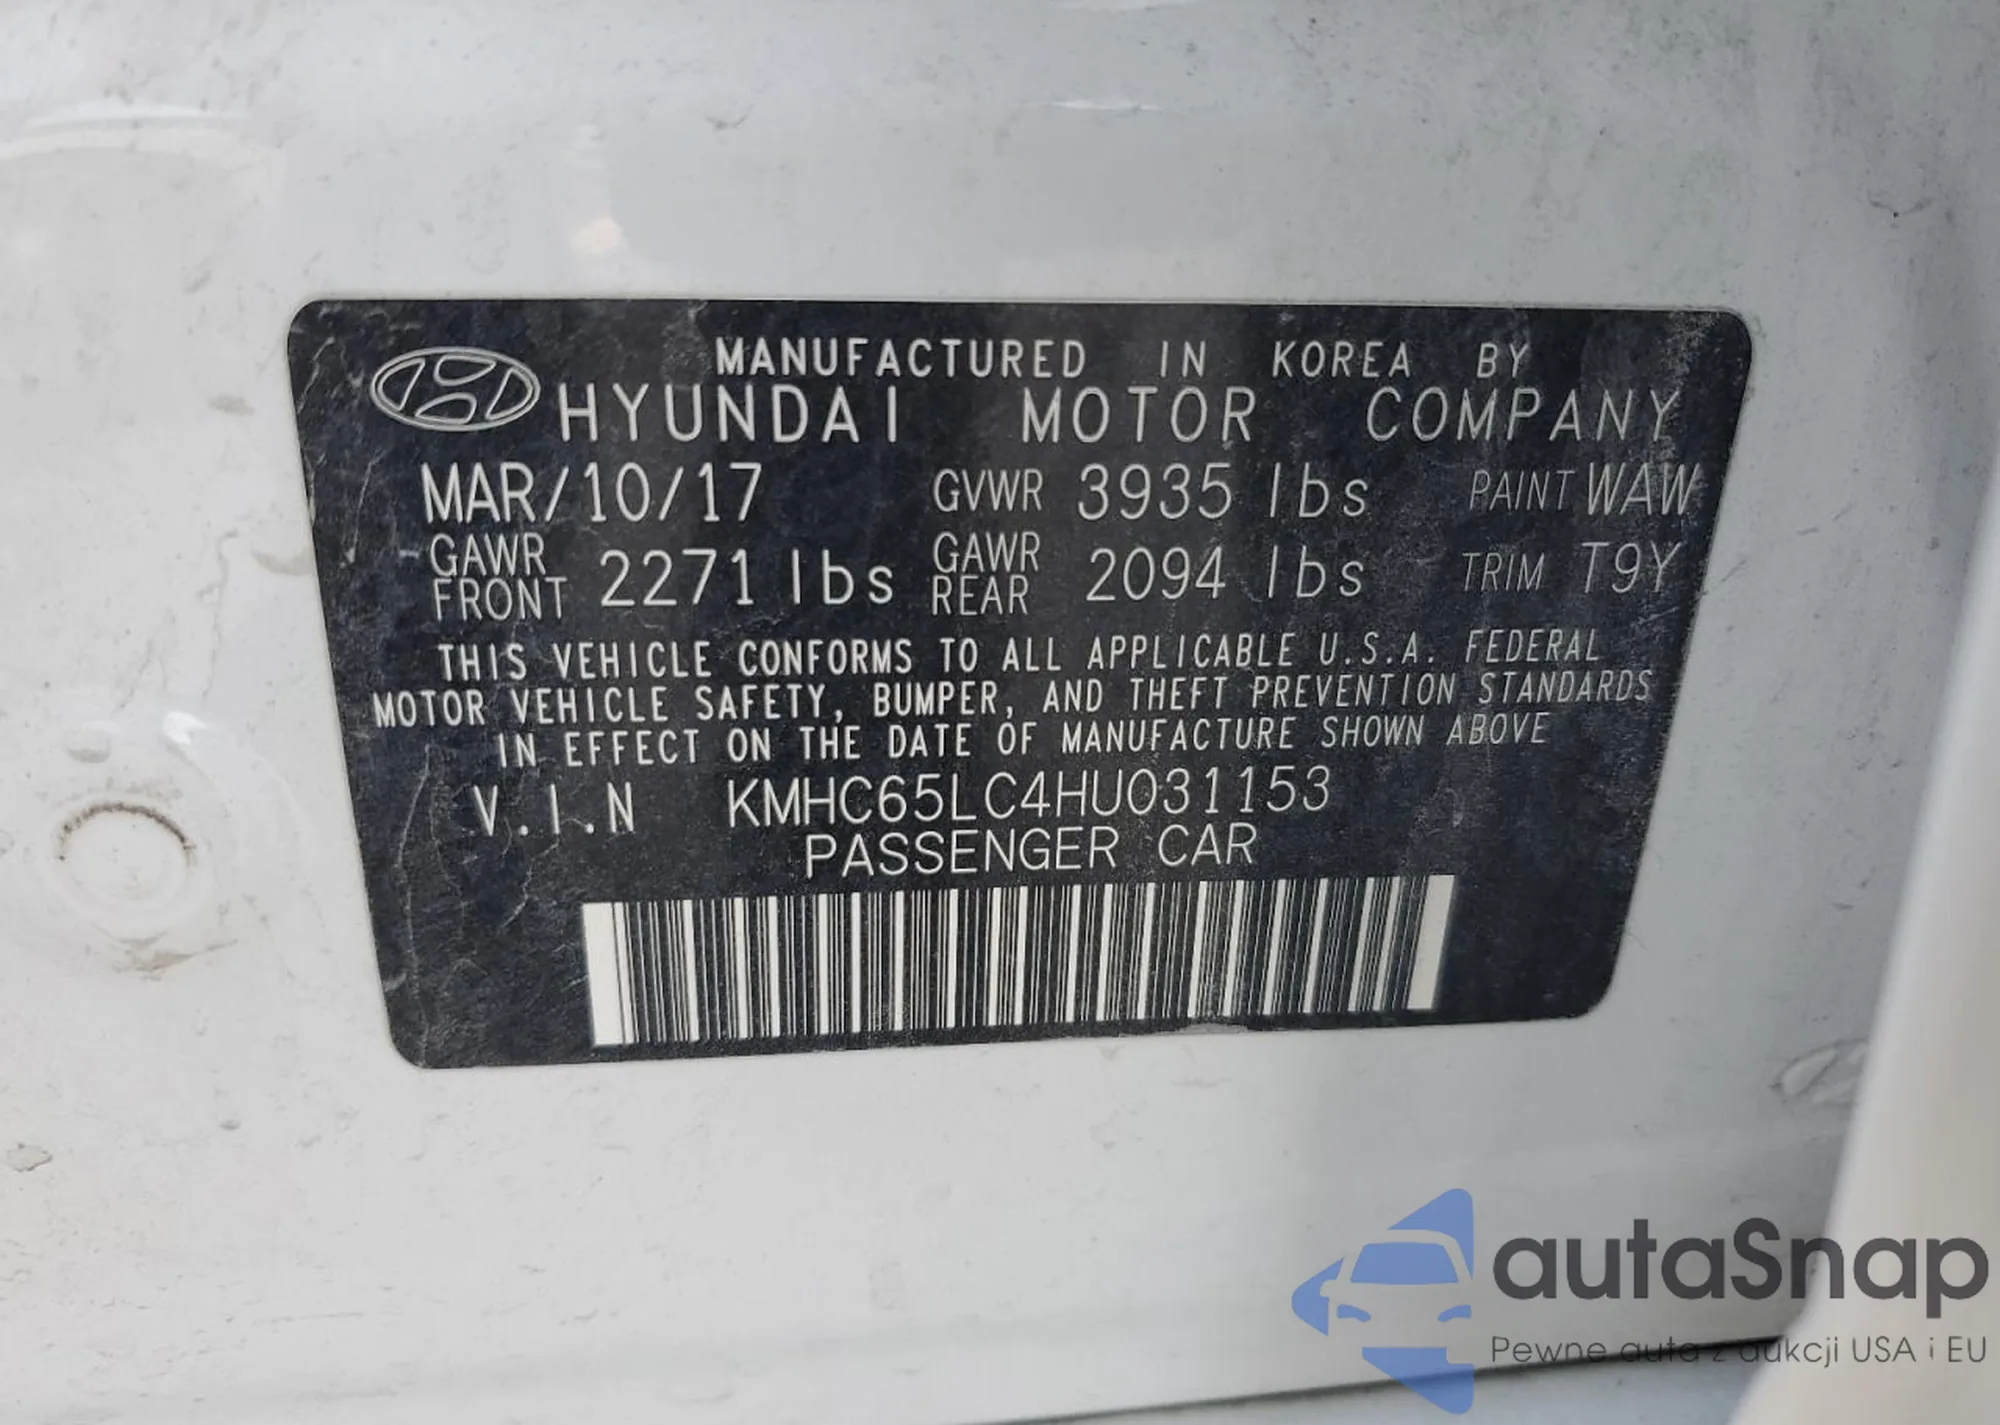 MANUFACTURED IN KOREA BY
HYUNDAI MOTOR COMPANY
MAR/10/17 GVWR 3935 lbs PAINT WAW
GAWR FRONT 2271 lbs GAWR REAR 2094 lbs TRIM T9Y
THIS VEHICLE CONFORMS TO ALL APPLICABLE U.S.A. FEDERAL
MOTOR VEHICLE SAFETY, BUMPER, AND THEFT PREVENTION STANDARDS
IN EFFECT ON THE DATE OF MANUFACTURE SHOWN ABOVE
V.I.N KMHC65LC4HU031153
PASSENGER CAR
autaSnap
Pewne auta z aukcji USA i EU